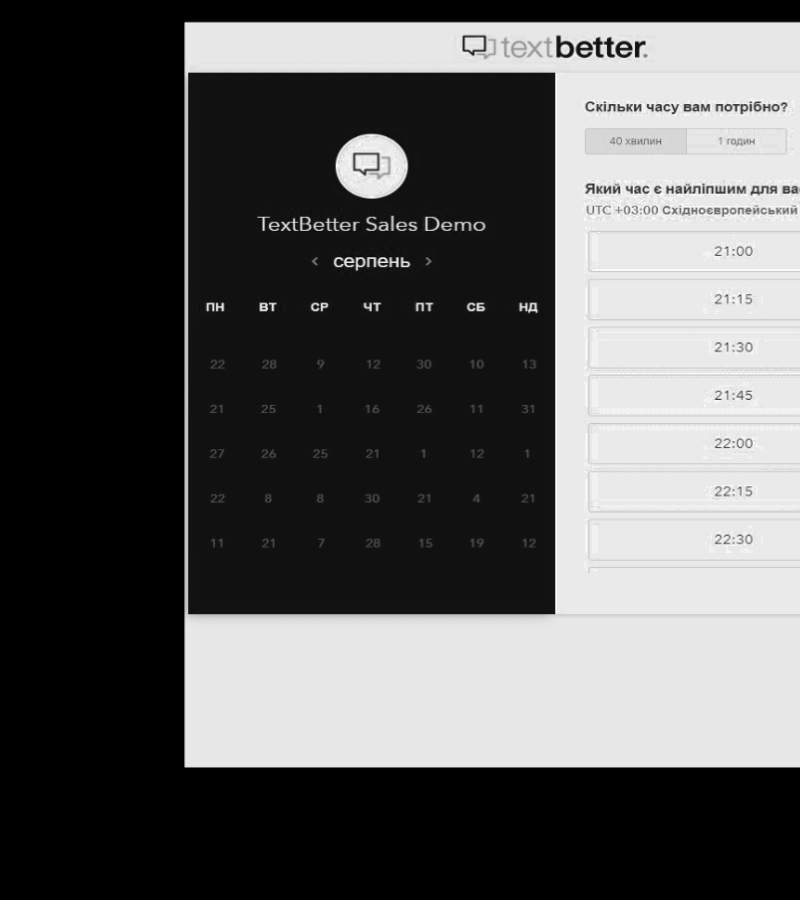 textbetter.
TextBetter Sales Demo
< серпень >
ПН ВТ СР ЧТ ПТ СБ НД
22 28 9 12 30 10 13
21 25 1 16 26 11 31
27 26 25 21 1 12 1
22 8 8 30 21 4 21
11 21 7 28 15 19 12
Скільки часу вам потрібно?
40 хвилин 1 годин
Який час є найліпшим для ва
UTC +03:00 Східноєвропейський
21:00
21:15
21:30
21:45
22:00
22:15
22:30